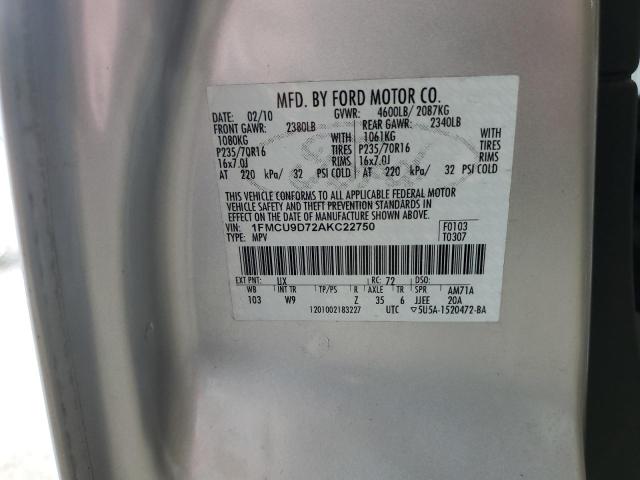 MFD. BY FORD MOTOR CO.
DATE: 02/10 GVWR: 4600LB/ 2087KG
FRONT GAWR: 2380LB REAR GAWR: 2340LB
1080KG WITH 1061KG WITH
P235/70R16 TIRES P235/70R16 TIRES
16x7.0J RIMS 16x7.0J RIMS
AT 220 kPa/ 32 PSI COLD AT 220 kPa/ 32 PSI COLD
THIS VEHICLE CONFORMS TO ALL APPLICABLE FEDERAL MOTOR
VEHICLE SAFETY AND THEFT PREVENTION STANDARDS IN
EFFECT ON THE DATE OF MANUFACTURE SHOWN ABOVE.
VIN: 1FMCU9D72AKC22750 F0103
TYPE: MPV T0307
EXT PNT: UX RC: 72 DSO:
WB INT TR TP/PS R AXLE TR SPR AM71A
103 W9 Z 35 6 JJEE 20A
1201002183227 UTC ▽5U5A-1520472-BA